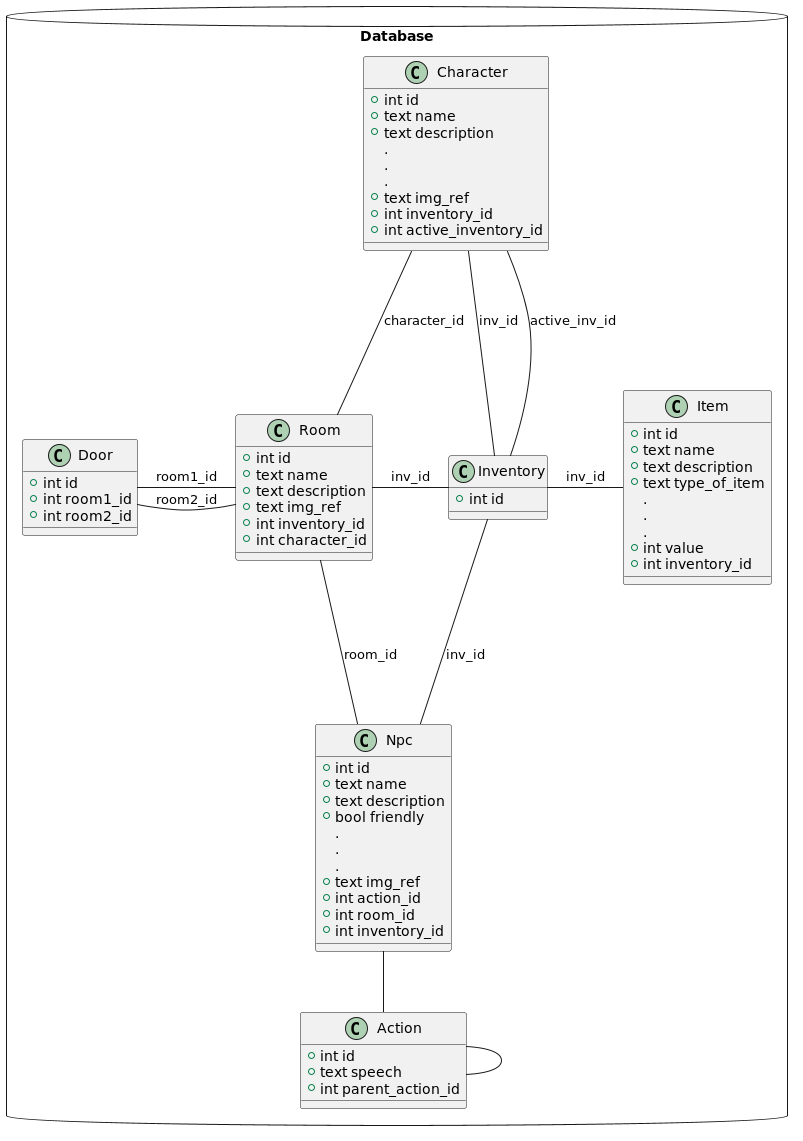 Database
C Character
int id
text name
text description
.
.
.
text img_ref
int inventory_id
int active_inventory_id
character_id
inv_id
active_inv_id
C Door
int id
int room1_id
int room2_id
room1_id
room2_id
C Room
int id
text name
text description
text img_ref
int inventory_id
int character_id
inv_id
C Inventory
int id
inv_id
C Item
int id
text name
text description
text type_of_item
.
.
.
int value
int inventory_id
room_id
inv_id
C Npc
int id
text name
text description
bool friendly
.
.
.
text img_ref
int action_id
int room_id
int inventory_id
C Action
int id
text speech
int parent_action_id